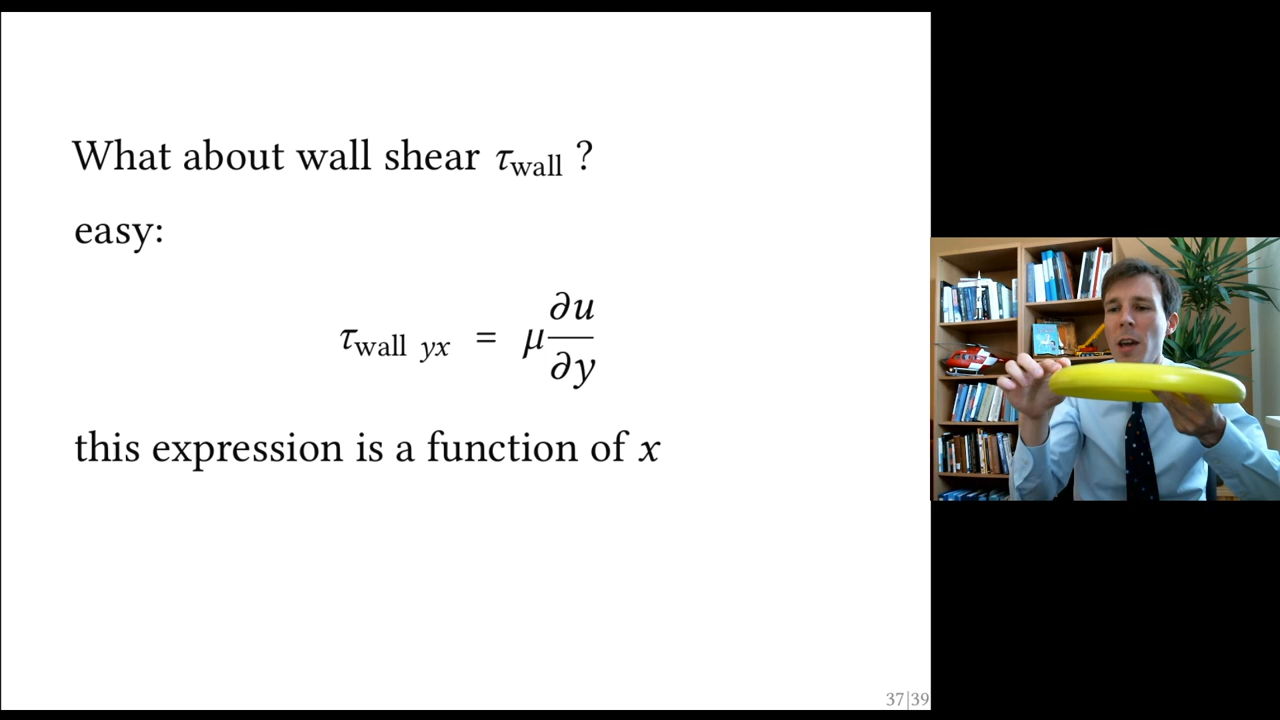 What about wall shear τ_wall ?
easy:
τ_wall yx = μ ∂u/∂y
this expression is a function of x
37|39